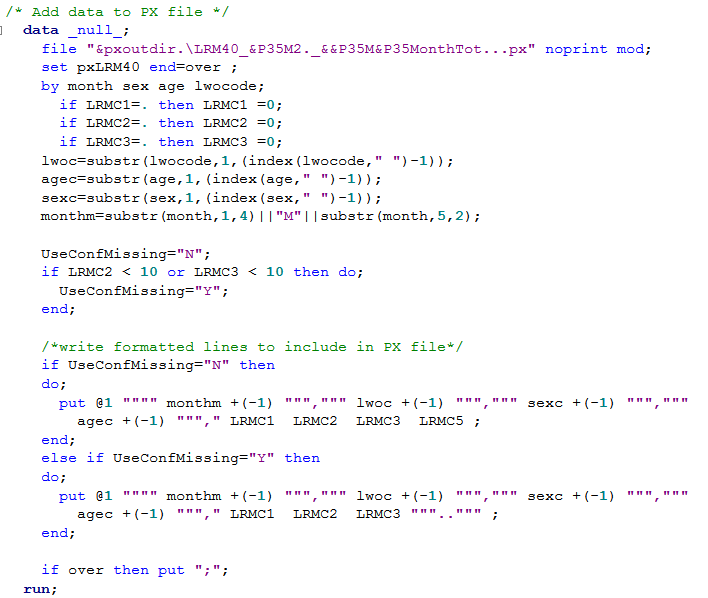 /* Add data to PX file */
data _null_;
file "&pxoutdir.\LRM40_&P35M2._&&P35M&P35MonthTot...px" noprint mod;
set pxLRM40 end=over ;
by month sex age lwocode;
if LRMC1=. then LRMC1 =0;
if LRMC2=. then LRMC2 =0;
if LRMC3=. then LRMC3 =0;
lwoc=substr(lwocode,1,(index(lwocode," ")-1));
agec=substr(age,1,(index(age," ")-1));
sexc=substr(sex,1,(index(sex," ")-1));
monthm=substr(month,1,4)||"M"||substr(month,5,2);
UseConfMissing="N";
if LRMC2 < 10 or LRMC3 < 10 then do;
UseConfMissing="Y";
end;
/*write formatted lines to include in PX file*/
if UseConfMissing="N" then
do;
put @1 """" monthm +(-1) """,""" lwoc +(-1) """,""" sexc +(-1) ""","""
agec +(-1) """," LRMC1 LRMC2 LRMC3 LRMC5 ;
end;
else if UseConfMissing="Y" then
do;
put @1 """" monthm +(-1) """,""" lwoc +(-1) """,""" sexc +(-1) ""","""
agec +(-1) """," LRMC1 LRMC2 LRMC3 """..""" ;
end;
if over then put ";";
run;